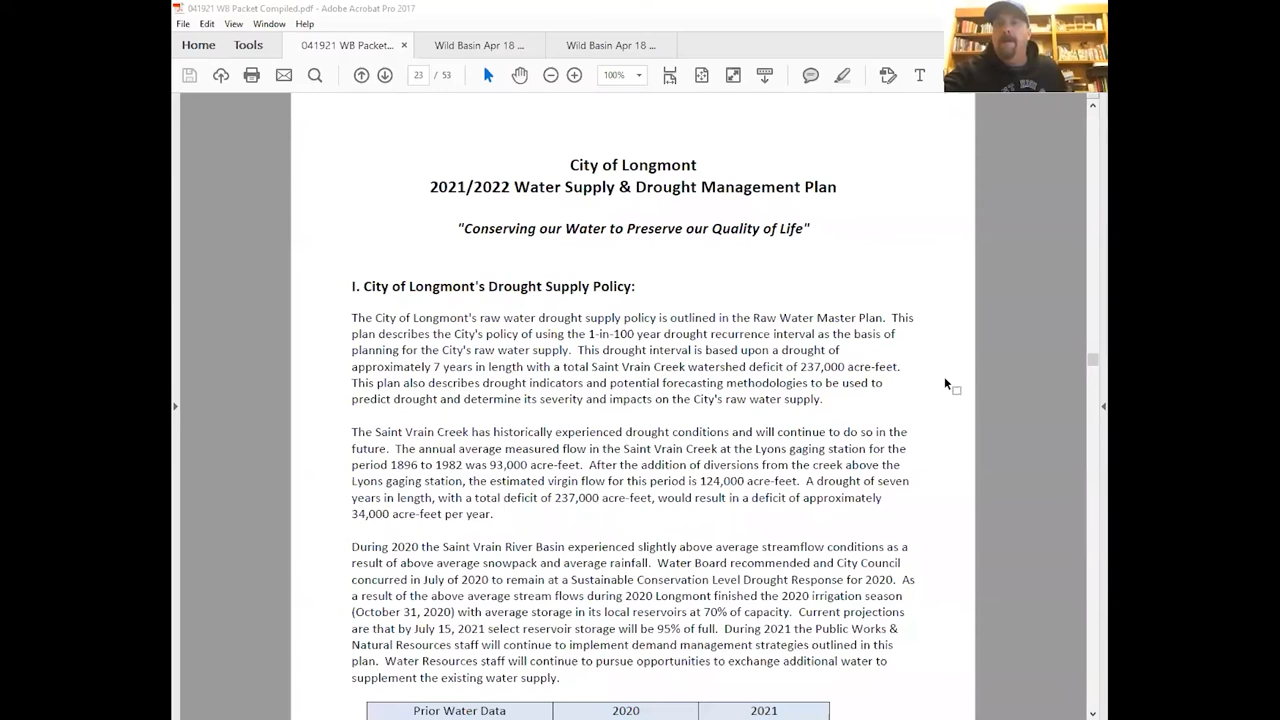 041921 WB Packet Compiled.pdf - Adobe Acrobat Pro 2017
File Edit View Window Help
Home Tools 041921 WB Packet... × Wild Basin Apr 18 ... Wild Basin Apr 18 ...
23 / 53 100%
City of Longmont
2021/2022 Water Supply & Drought Management Plan
"Conserving our Water to Preserve our Quality of Life"
I. City of Longmont's Drought Supply Policy:
The City of Longmont's raw water drought supply policy is outlined in the Raw Water Master Plan. This
plan describes the City's policy of using the 1-in-100 year drought recurrence interval as the basis of
planning for the City's raw water supply. This drought interval is based upon a drought of
approximately 7 years in length with a total Saint Vrain Creek watershed deficit of 237,000 acre-feet.
This plan also describes drought indicators and potential forecasting methodologies to be used to
predict drought and determine its severity and impacts on the City's raw water supply.
The Saint Vrain Creek has historically experienced drought conditions and will continue to do so in the
future. The annual average measured flow in the Saint Vrain Creek at the Lyons gaging station for the
period 1896 to 1982 was 93,000 acre-feet. After the addition of diversions from the creek above the
Lyons gaging station, the estimated virgin flow for this period is 124,000 acre-feet. A drought of seven
years in length, with a total deficit of 237,000 acre-feet, would result in a deficit of approximately
34,000 acre-feet per year.
During 2020 the Saint Vrain River Basin experienced slightly above average streamflow conditions as a
result of above average snowpack and average rainfall. Water Board recommended and City Council
concurred in July of 2020 to remain at a Sustainable Conservation Level Drought Response for 2020. As
a result of the above average stream flows during 2020 Longmont finished the 2020 irrigation season
(October 31, 2020) with average storage in its local reservoirs at 70% of capacity. Current projections
are that by July 15, 2021 select reservoir storage will be 95% of full. During 2021 the Public Works &
Natural Resources staff will continue to implement demand management strategies outlined in this
plan. Water Resources staff will continue to pursue opportunities to exchange additional water to
supplement the existing water supply.
Prior Water Data 2020 2021